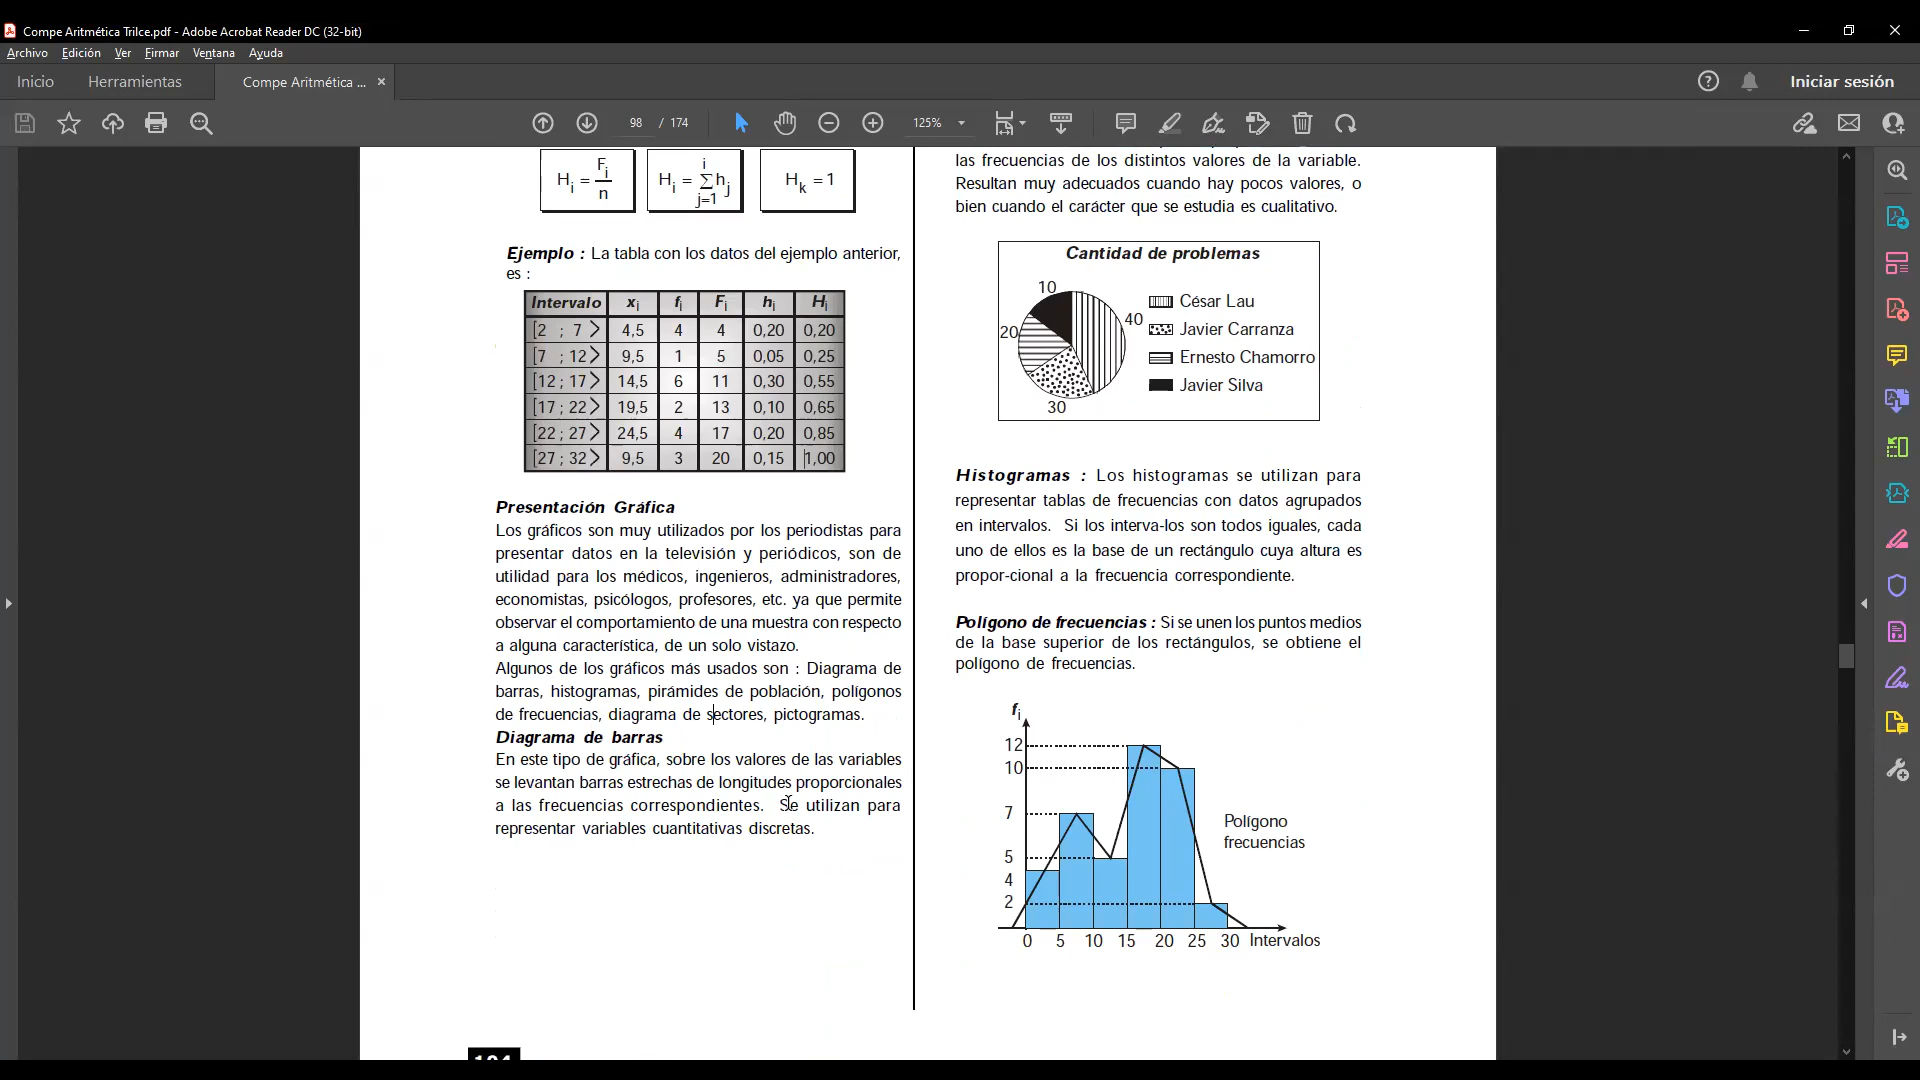 Compe Aritmética Trilce.pdf - Adobe Acrobat Reader DC (32-bit)
Archivo Edición Ver Firmar Ventana Ayuda
Inicio Herramientas Compe Aritmética ... × Iniciar sesión
98 / 174 125%
H_i = F_i / n
H_i = i ∑ j=1 h_j
H_k = 1
Ejemplo : La tabla con los datos del ejemplo anterior,
es :
Intervalo x_i f_i F_i h_i H_i
[2 ; 7 > 4,5 4 4 0,20 0,20
[7 ; 12 > 9,5 1 5 0,05 0,25
[12 ; 17 > 14,5 6 11 0,30 0,55
[17 ; 22 > 19,5 2 13 0,10 0,65
[22 ; 27 > 24,5 4 17 0,20 0,85
[27 ; 32 > 9,5 3 20 0,15 1,00
Presentación Gráfica
Los gráficos son muy utilizados por los periodistas para
presentar datos en la televisión y periódicos, son de
utilidad para los médicos, ingenieros, administradores,
economistas, psicólogos, profesores, etc. ya que permite
observar el comportamiento de una muestra con respecto
a alguna característica, de un solo vistazo.
Algunos de los gráficos más usados son : Diagrama de
barras, histogramas, pirámides de población, polígonos
de frecuencias, diagrama de sectores, pictogramas.
Diagrama de barras
En este tipo de gráfica, sobre los valores de las variables
se levantan barras estrechas de longitudes proporcionales
a las frecuencias correspondientes. Se utilizan para
representar variables cuantitativas discretas.
las frecuencias de los distintos valores de la variable.
Resultan muy adecuados cuando hay pocos valores, o
bien cuando el carácter que se estudia es cualitativo.
Cantidad de problemas
10
20
40
30
César Lau
Javier Carranza
Ernesto Chamorro
Javier Silva
Histogramas : Los histogramas se utilizan para
representar tablas de frecuencias con datos agrupados
en intervalos. Si los interva-los son todos iguales, cada
uno de ellos es la base de un rectángulo cuya altura es
propor-cional a la frecuencia correspondiente.
Polígono de frecuencias : Si se unen los puntos medios
de la base superior de los rectángulos, se obtiene el
polígono de frecuencias.
f_i
12
10
7
5
4
2
Polígono
frecuencias
0 5 10 15 20 25 30 Intervalos